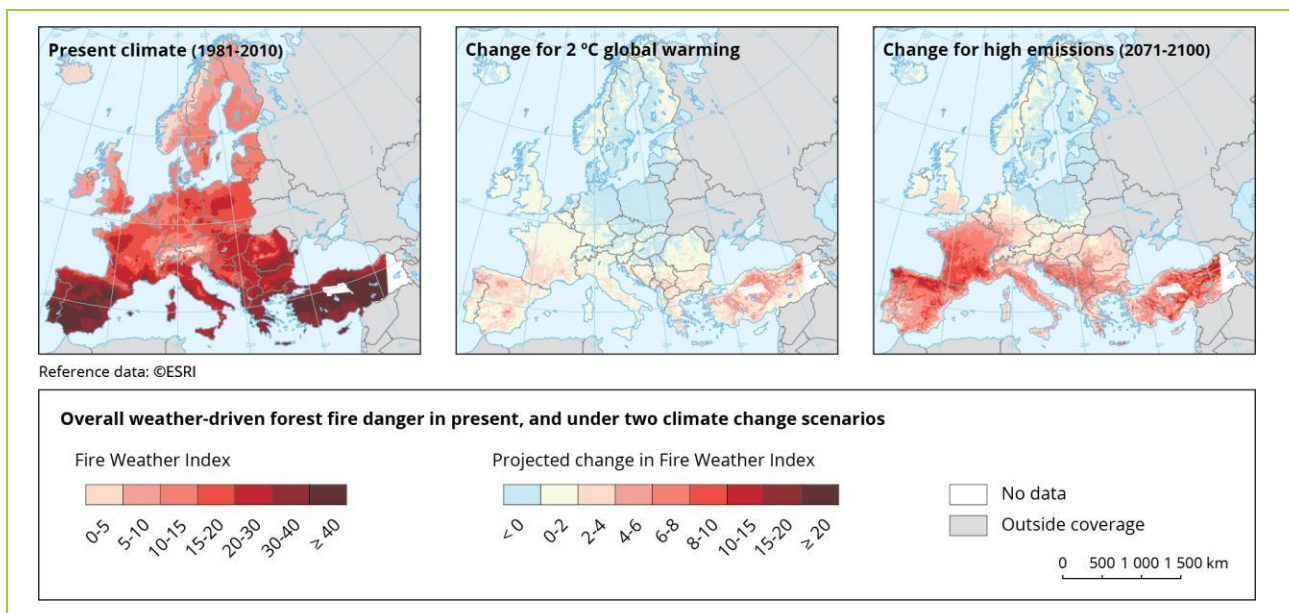 Present climate (1981-2010)
Change for 2 ºC global warming
Change for high emissions (2071-2100)
Reference data: ©ESRI
Overall weather-driven forest fire danger in present, and under two climate change scenarios
Fire Weather Index
0-5
5-10
10-15
15-20
20-30
30-40
≥ 40
Projected change in Fire Weather Index
< 0
0-2
2-4
4-6
6-8
8-10
10-15
15-20
≥ 20
No data
Outside coverage
0 500 1 000 1 500 km